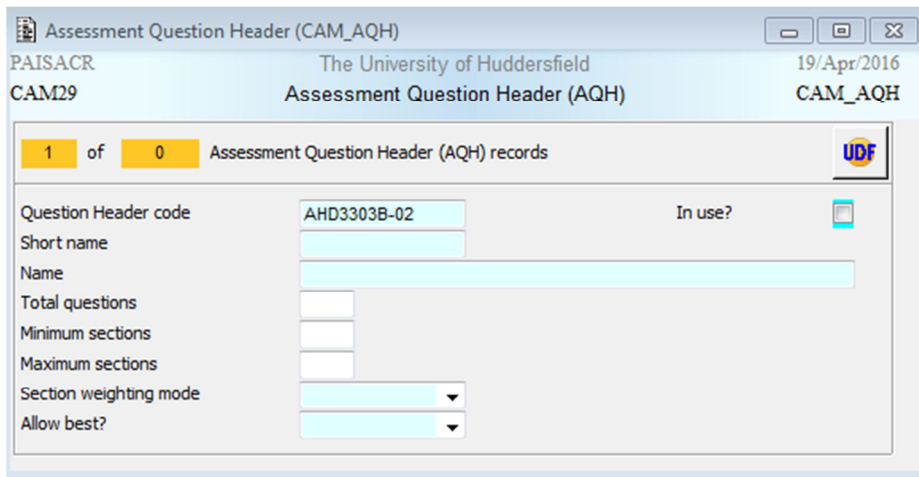 Assessment Question Header (CAM_AQH)
PAISACR The University of Huddersfield 19/Apr/2016
CAM29 Assessment Question Header (AQH) CAM_AQH
1 of 0 Assessment Question Header (AQH) records UDF
Question Header code AHD3303B-02 In use?
Short name
Name
Total questions
Minimum sections
Maximum sections
Section weighting mode
Allow best?